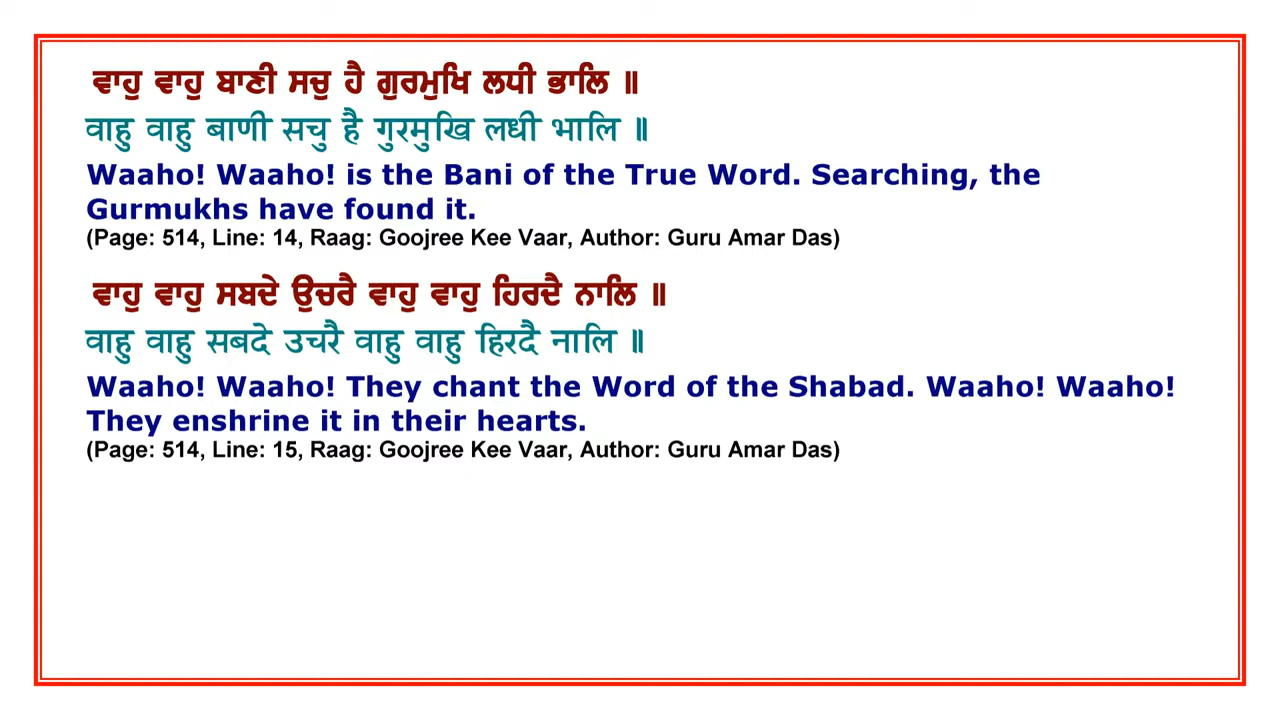 ਵਾਹੁ ਵਾਹੁ ਬਾਣੀ ਸਚੁ ਹੈ ਗੁਰਮੁਖਿ ਲਧੀ ਭਾਲਿ ॥
वाहु वाहु बाणी सचु है गुरमुखि लधी भालि ॥
Waaho! Waaho! is the Bani of the True Word. Searching, the
Gurmukhs have found it.
(Page: 514, Line: 14, Raag: Goojree Kee Vaar, Author: Guru Amar Das)
ਵਾਹੁ ਵਾਹੁ ਸਬਦੇ ਉਚਰੈ ਵਾਹੁ ਵਾਹੁ ਹਿਰਦੈ ਨਾਲਿ ॥
वाहु वाहु सबदे उचरै वाहु वाहु हिरदै नालि ॥
Waaho! Waaho! They chant the Word of the Shabad. Waaho! Waaho!
They enshrine it in their hearts.
(Page: 514, Line: 15, Raag: Goojree Kee Vaar, Author: Guru Amar Das)